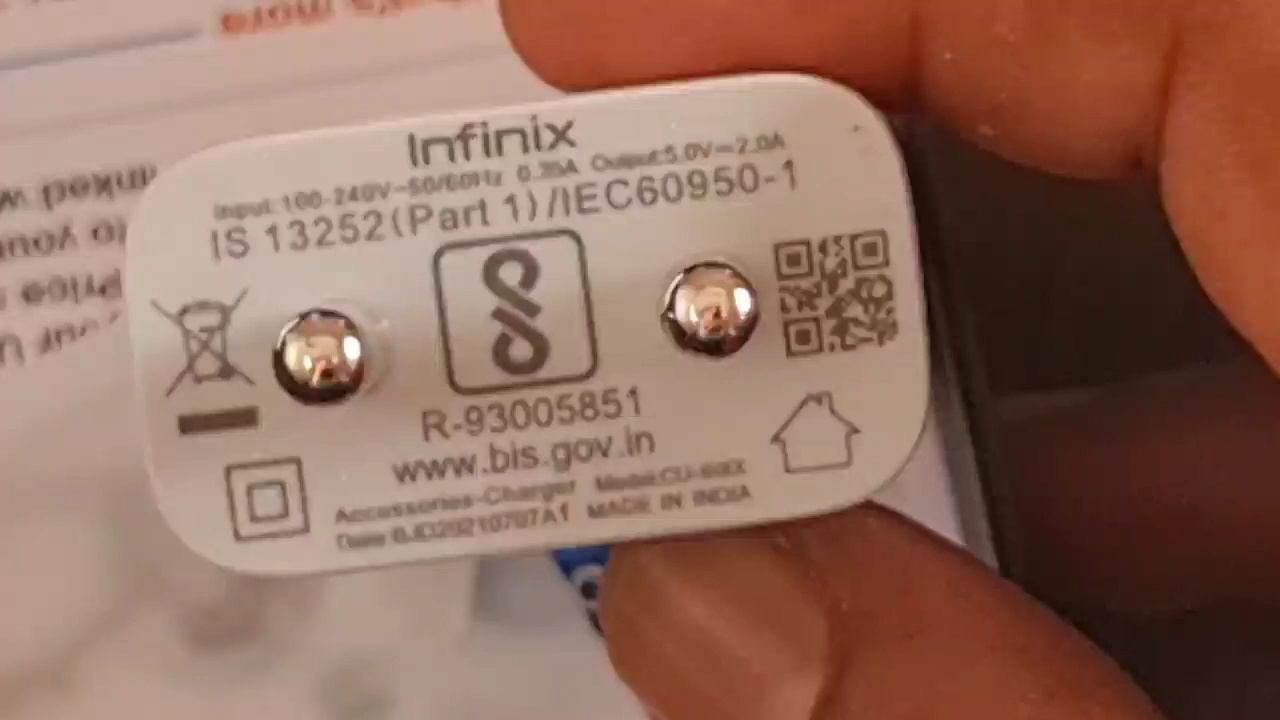 Infinix
Input:100-240V~50/60Hz 0.35A Output:5.0V⎓2.0A
IS 13252(Part 1)/IEC60950-1
R-93005851
www.bis.gov.in
Accessories-Charger Model:
MADE IN INDIA